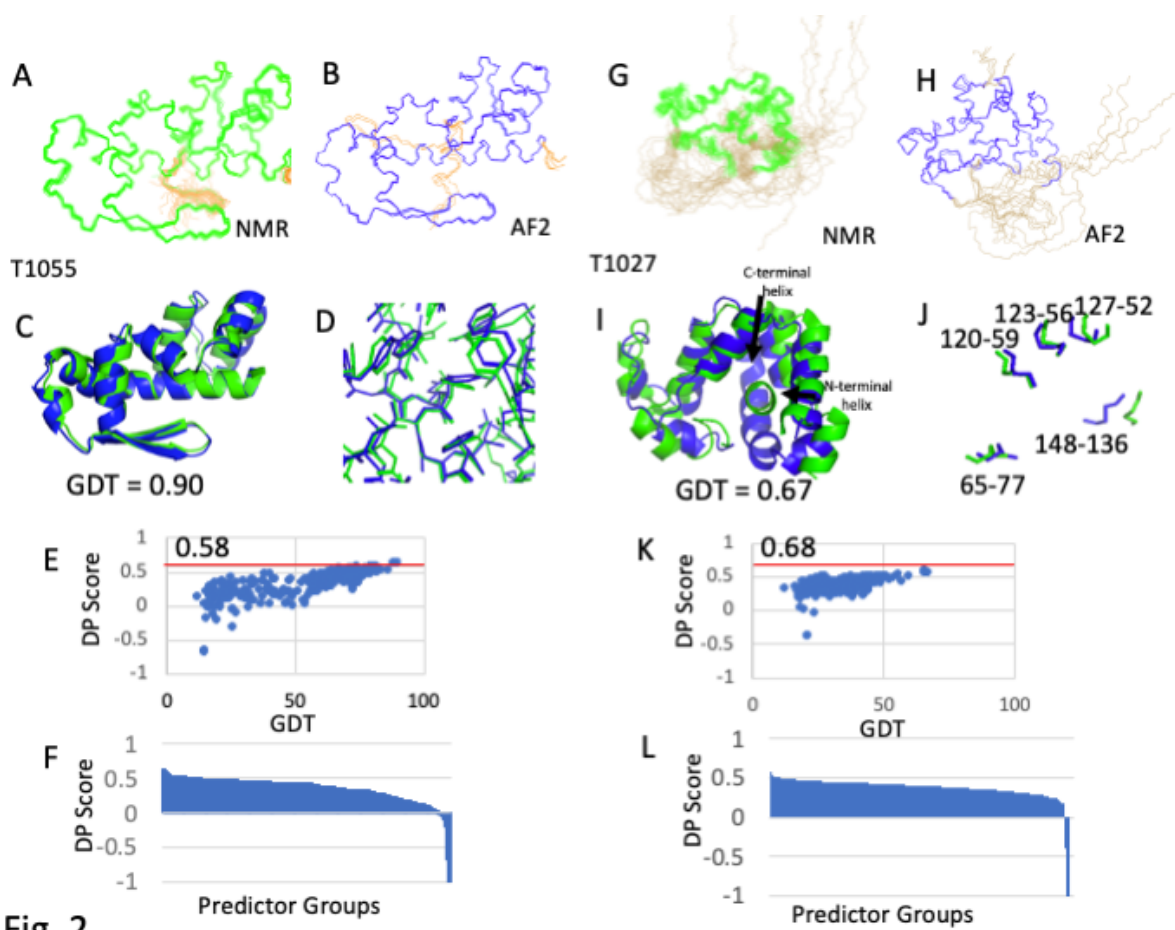 A
B
NMR
AF2
T1055
C
D
GDT = 0.90
E
0.58
DP Score
1
0.5
0
-0.5
-1
0
50
100
GDT
F
DP Score
1
0.5
0
-0.5
-1
Predictor Groups
Fig. 2
G
H
NMR
AF2
T1027
I
C-terminal
helix
N-terminal
helix
GDT = 0.67
J
123-56
127-52
120-59
148-136
65-77
K
0.68
DP Score
1
0.5
0
-0.5
-1
0
50
100
GDT
L
DP Score
1
0.5
0
-0.5
-1
Predictor Groups